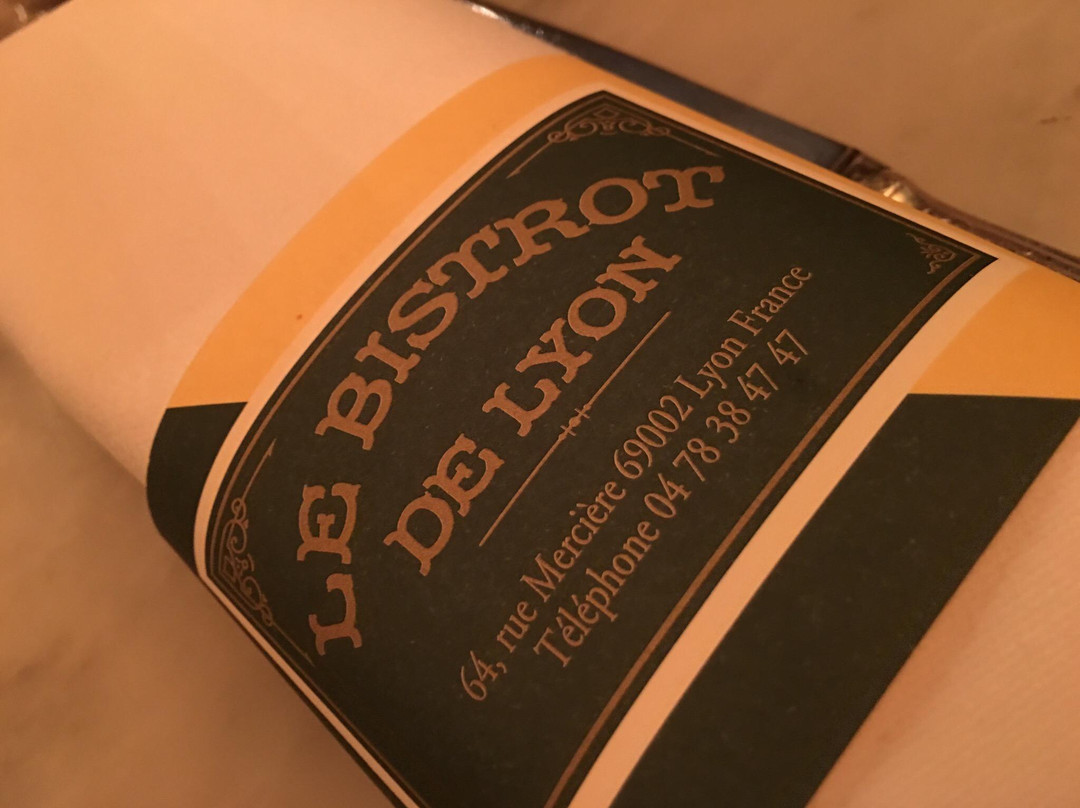 LE BISTROT
DE LYON
64, rue Mercière 69002 Lyon France
Téléphone 04 78 38 47 47